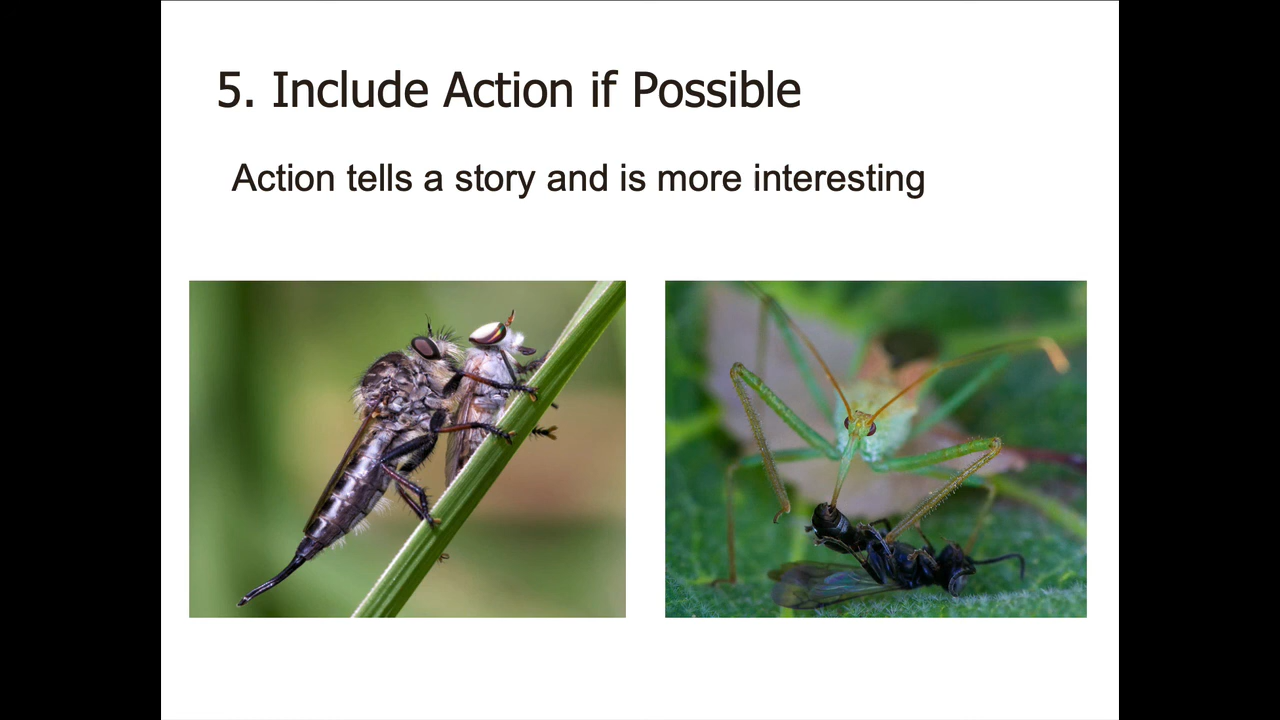 5. Include Action if Possible
Action tells a story and is more interesting